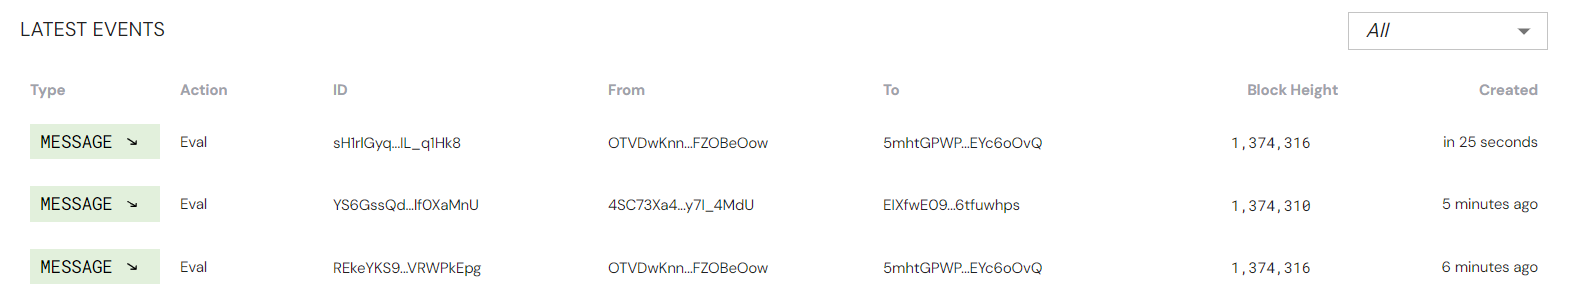 LATEST EVENTS
All
Type Action ID From To Block Height Created
MESSAGE ↘ Eval sH1rlGyq...lL_q1Hk8 OTVDwKnn...FZOBeOow 5mhtGPWP...EYc6oOvQ 1,374,316 in 25 seconds
MESSAGE ↘ Eval YS6GssQd...lf0XaMnU 4SC73Xa4...y7l_4MdU ElXfwE09...6tfuwhps 1,374,310 5 minutes ago
MESSAGE ↘ Eval REkeYKS9...VRWPkEpg OTVDwKnn...FZOBeOow 5mhtGPWP...EYc6oOvQ 1,374,316 6 minutes ago